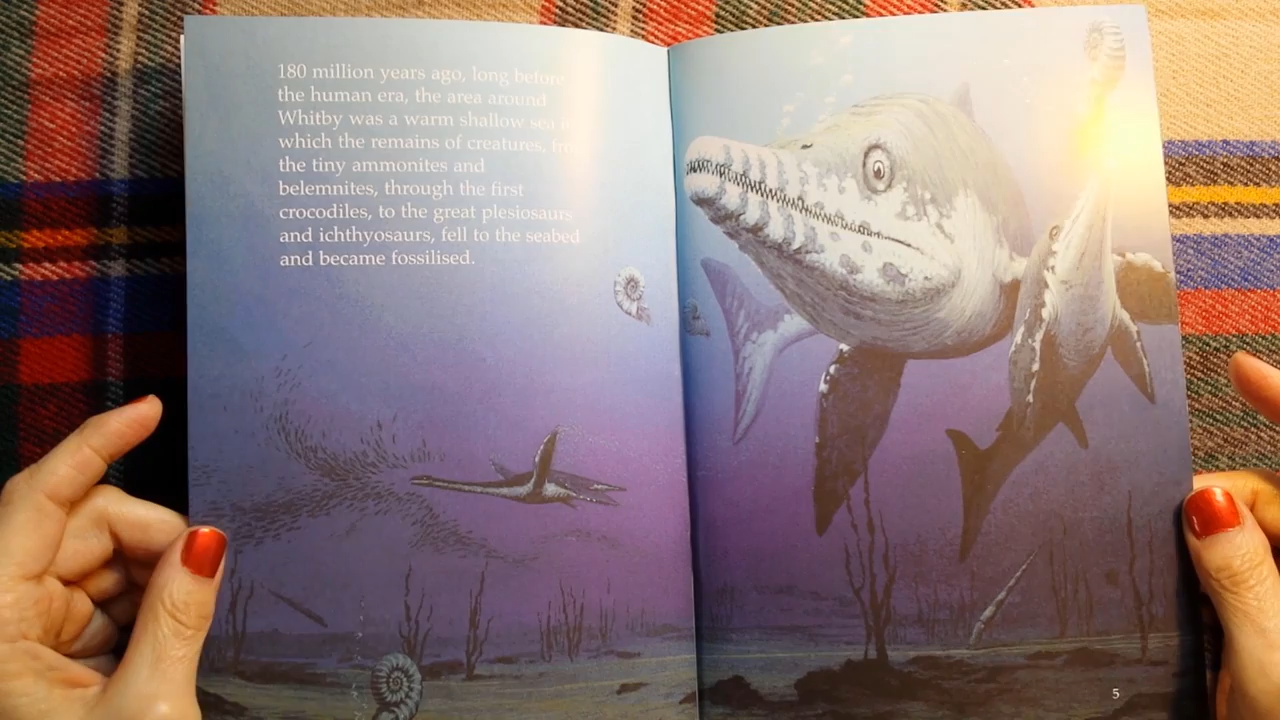 180 million years ago, long before
the human era, the area around
Whitby was a warm shallow sea in
which the remains of creatures, from
the tiny ammonites and
belemnites, through the first
crocodiles, to the great plesiosaurs
and ichthyosaurs, fell to the seabed
and became fossilised.
5